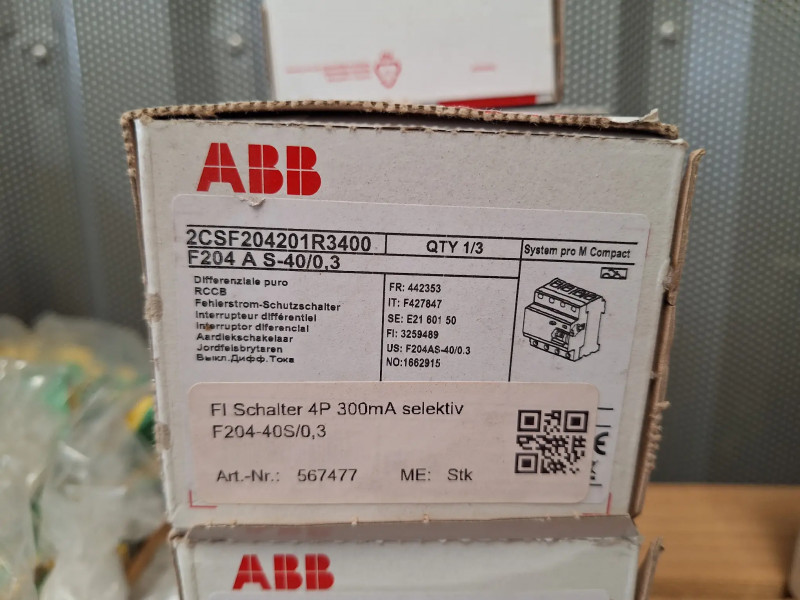 ABB
2CSF204201R3400
F204 A S-40/0,3
QTY 1/3
System pro M Compact
Differenziale puro
RCCB
Fehlerstrom-Schutzschalter
Interrupteur différentiel
Interruptor diferencial
Aardlekschakelaar
Jordfelsbrytaren
Выкл.Дифф.Тока
FR: 442353
IT: F427847
SE: E21 601 50
FI: 3259489
US: F204AS-40/0.3
NO:1662915
FI Schalter 4P 300mA selektiv
F204-40S/0,3
Art.-Nr.: 567477 ME: Stk
CE
ABB